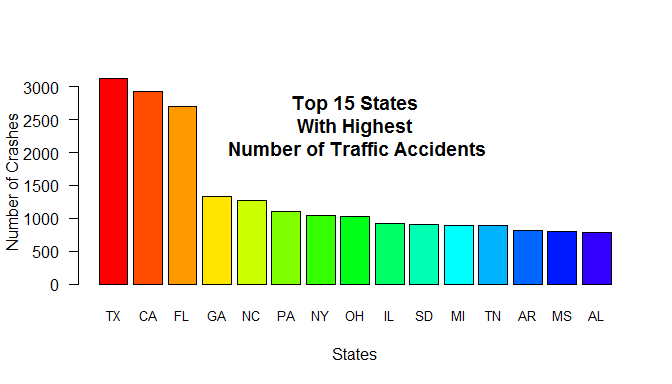 Top 15 States
With Highest
Number of Traffic Accidents
Number of Crashes
3000
2500
2000
1500
1000
500
0
TX CA FL GA NC PA NY OH IL SD MI TN AR MS AL
States